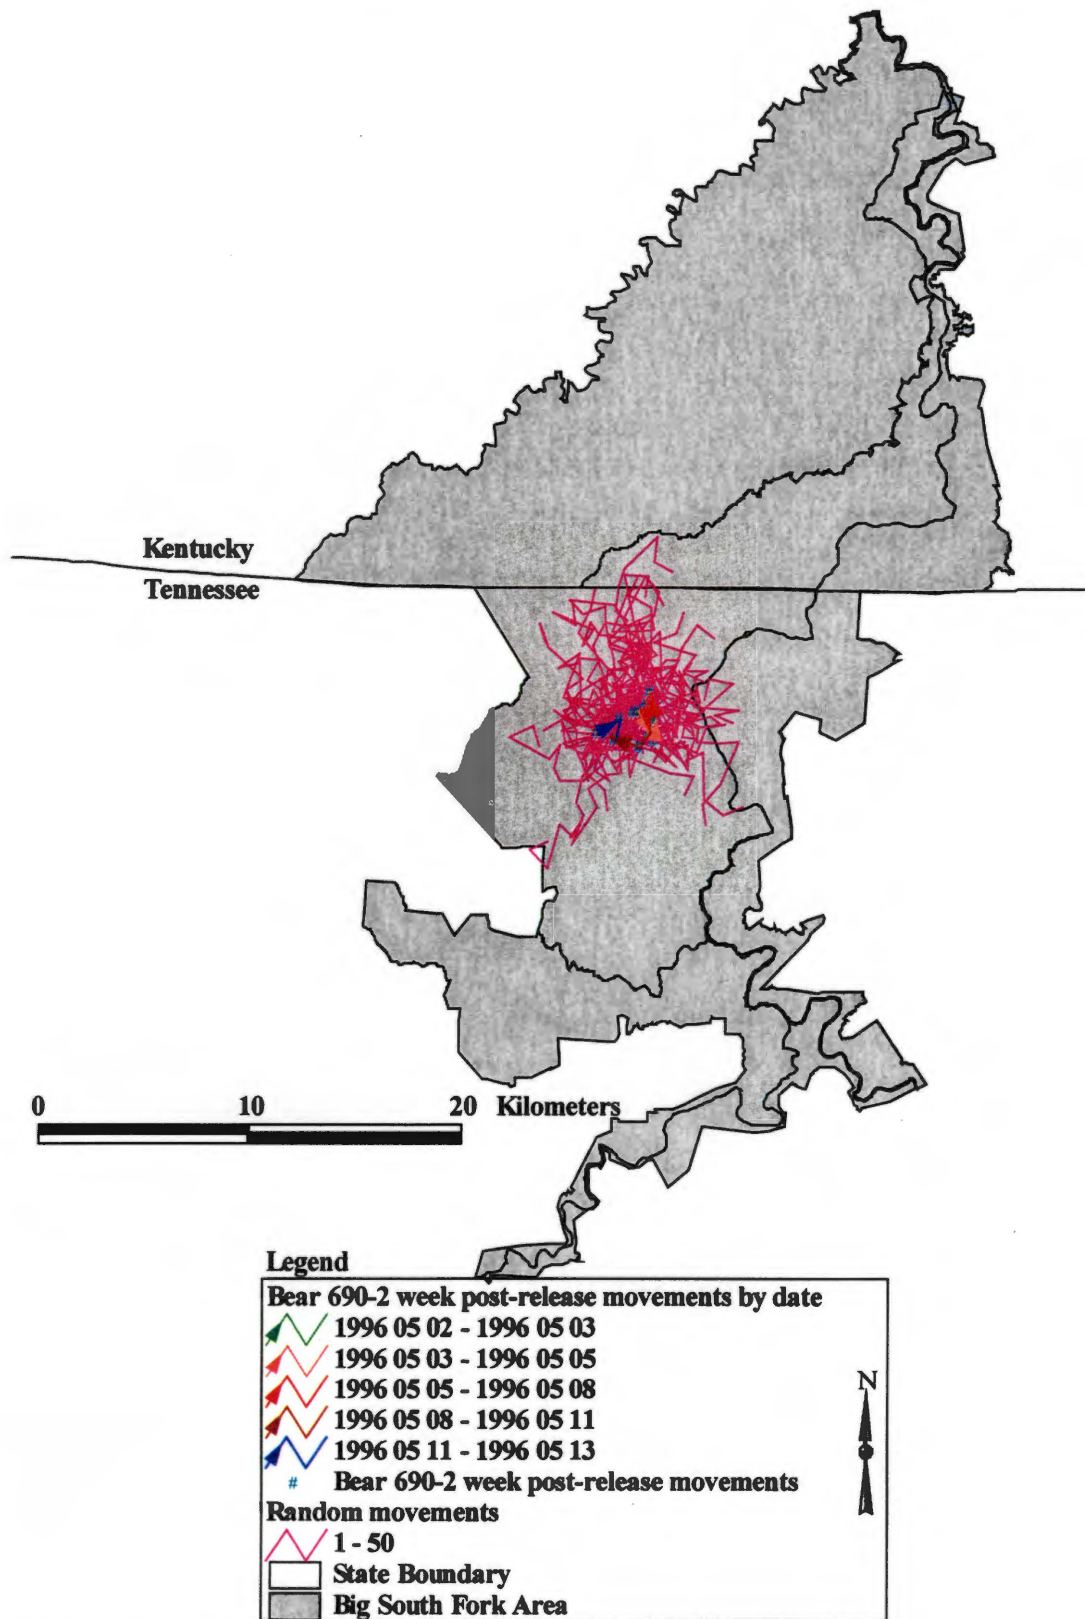 Kentucky
Tennessee
0 10 20 Kilometers
Legend
Bear 690-2 week post-release movements by date
1996 05 02 - 1996 05 03
1996 05 03 - 1996 05 05
1996 05 05 - 1996 05 08
1996 05 08 - 1996 05 11
1996 05 11 - 1996 05 13
# Bear 690-2 week post-release movements
Random movements
1 - 50
State Boundary
Big South Fork Area
N